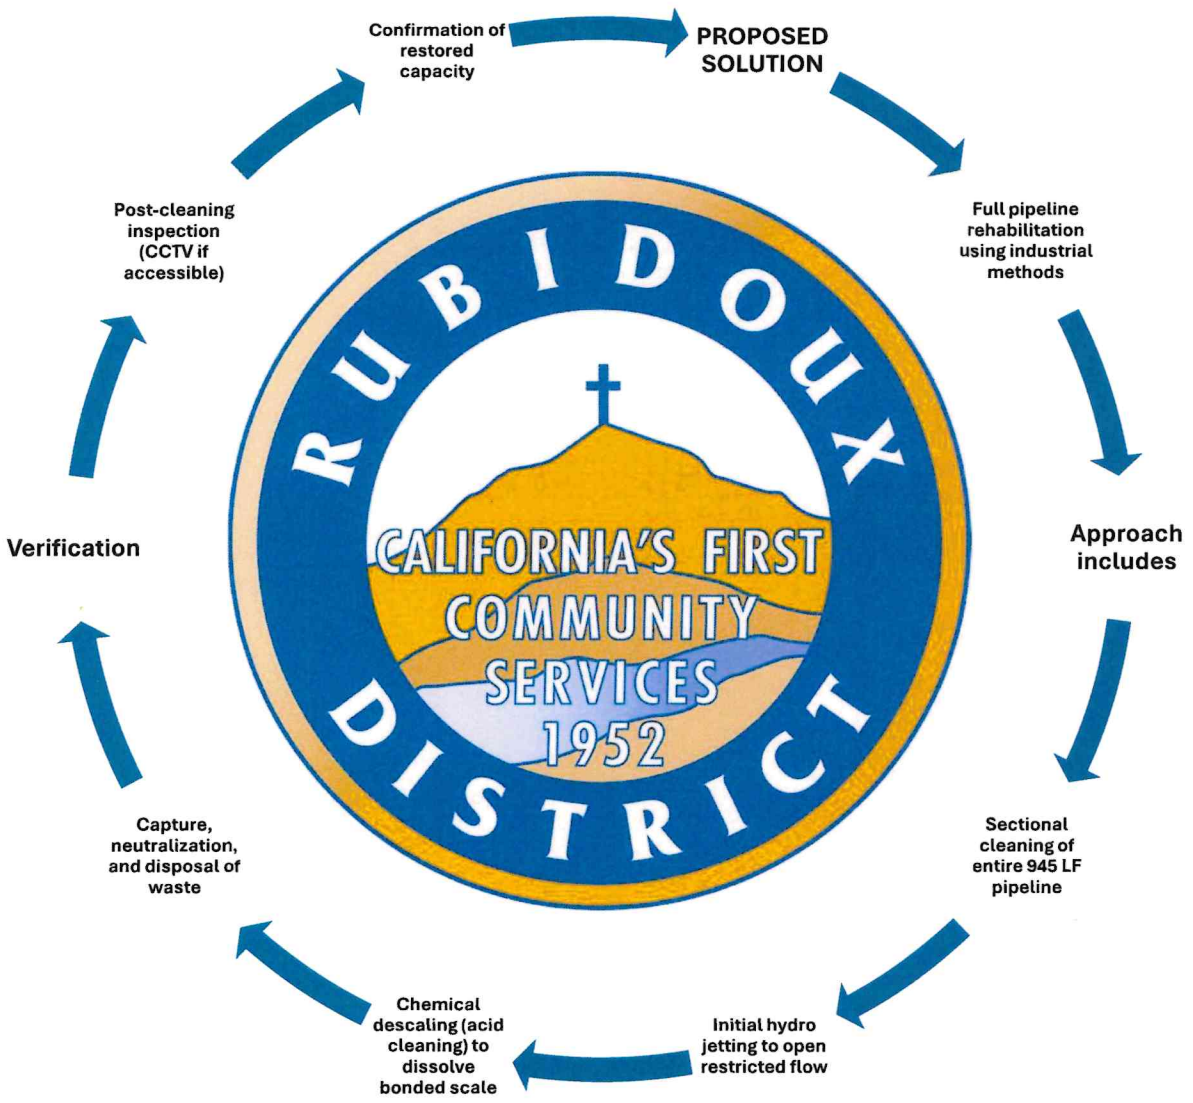 PROPOSED
SOLUTION
Full pipeline
rehabilitation
using industrial
methods
Approach
includes
Sectional
cleaning of
entire 945 LF
pipeline
Initial hydro
jetting to open
restricted flow
Chemical
descaling (acid
cleaning) to
dissolve
bonded scale
Capture,
neutralization,
and disposal of
waste
Verification
Post-cleaning
inspection
(CCTV if
accessible)
Confirmation of
restored
capacity
RUBIDOUX
CALIFORNIA'S FIRST
COMMUNITY
SERVICES
1952
DISTRICT